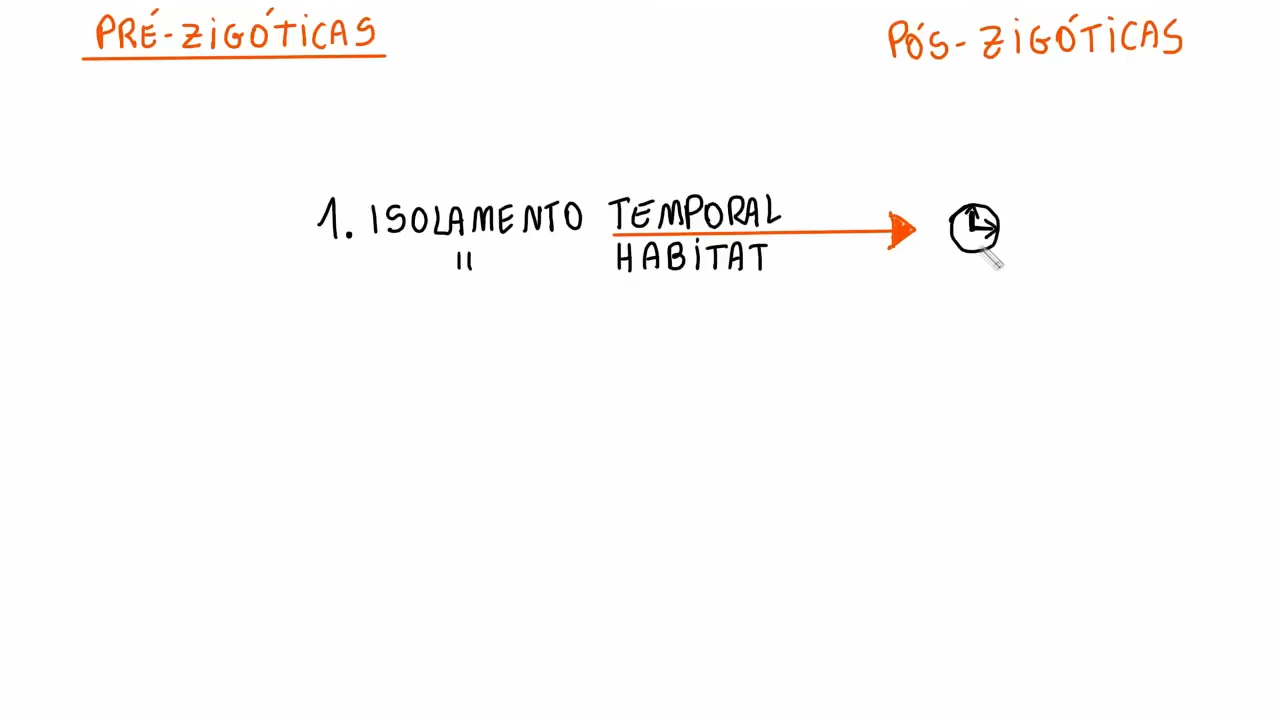 PRÉ-ZIGÓTICAS
PÓS-ZIGÓTICAS
1. ISOLAMENTO TEMPORAL
" HABITAT